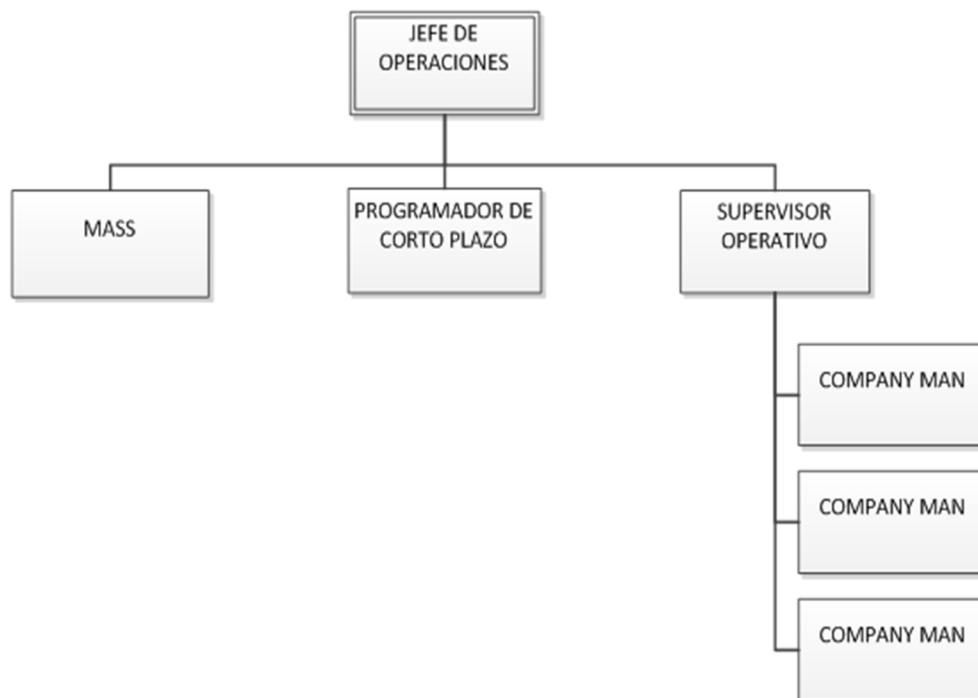 JEFE DE
OPERACIONES
MASS
PROGRAMADOR DE
CORTO PLAZO
SUPERVISOR
OPERATIVO
COMPANY MAN
COMPANY MAN
COMPANY MAN